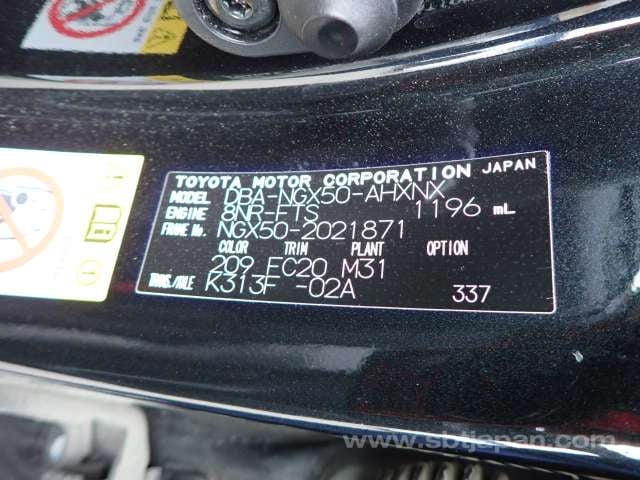 TOYOTA MOTOR CORPORATION JAPAN
MODEL DBA-NGX50-AHXNX
ENGINE 8NR-FTS 1196 mL
FRAME No. NGX50-2021871
COLOR TRIM PLANT OPTION
209 EC20 M31
TRANS./AXLE K313F -02A 337
www.sbtjapan.com